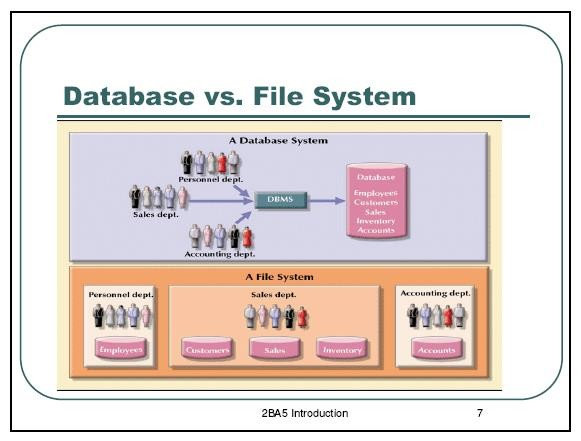 Database vs. File System
A Database System
Personnel dept.
Sales dept.
Accounting dept.
DBMS
Database
Employees
Customers
Sales
Inventory
Accounts
A File System
Personnel dept.
Employees
Sales dept.
Customers
Sales
Inventory
Accounting dept.
Accounts
2BA5 Introduction
7